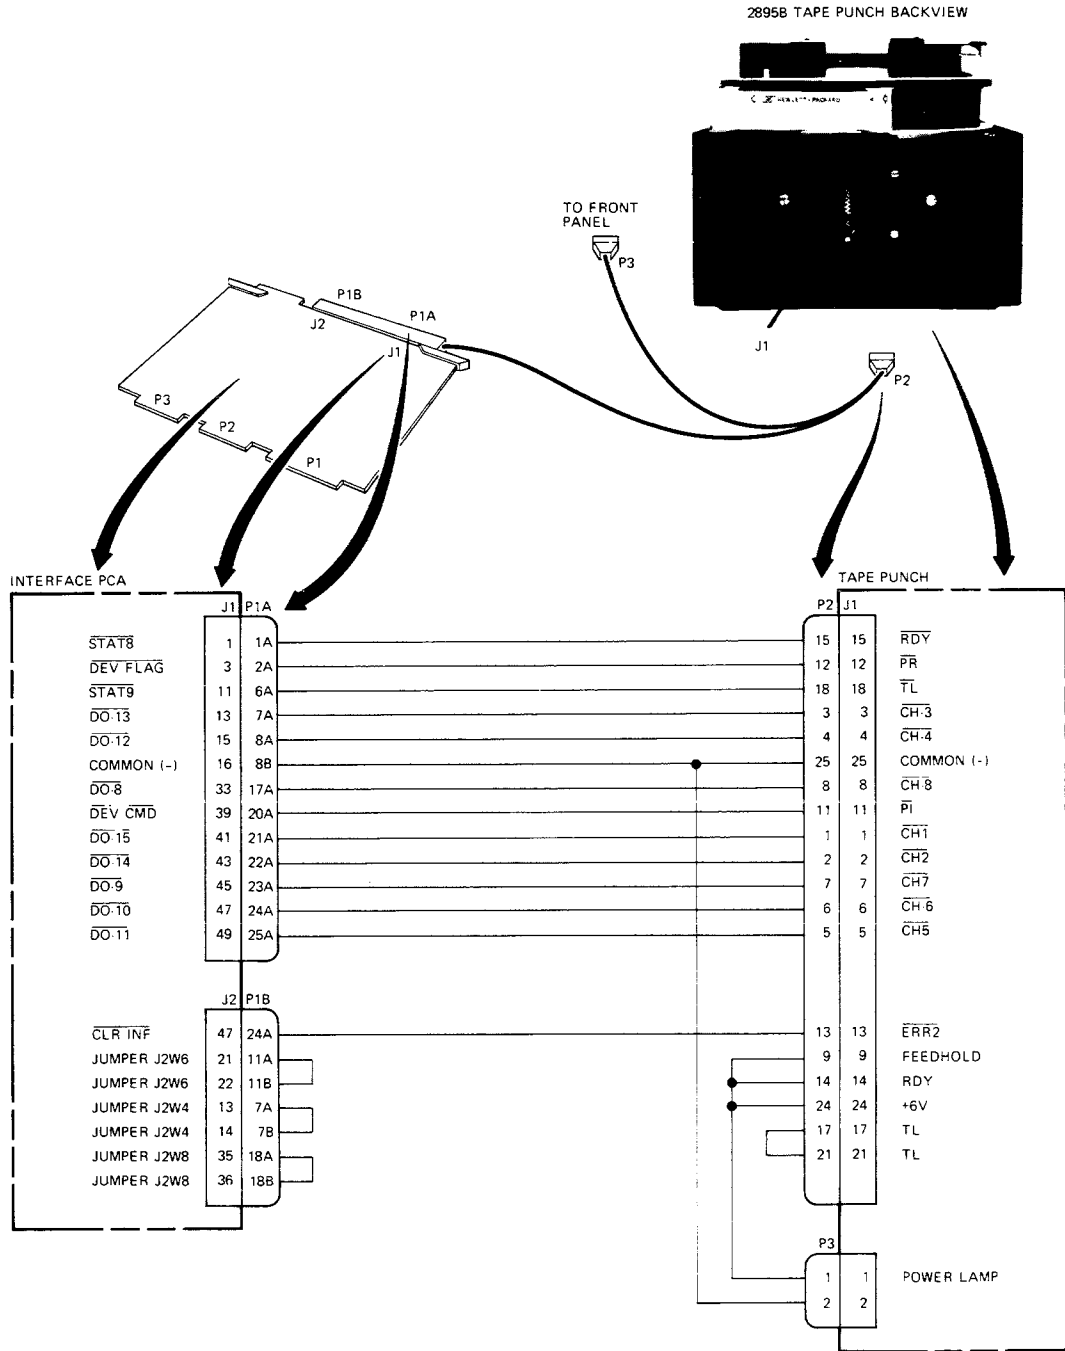 2895B TAPE PUNCH BACKVIEW
HEWLETT-PACKARD
TO FRONT
PANEL
P3
P1B
P1A
J2
J1
J1
P2
P3
P2
P1
INTERFACE PCA
TAPE PUNCH
J1 P1A
P2 J1
STAT8 1 1A 15 15 RDY
DEV FLAG 3 2A 12 12 PR
STAT9 11 6A 18 18 TL
DO-13 13 7A 3 3 CH-3
DO-12 15 8A 4 4 CH-4
COMMON (-) 16 8B 25 25 COMMON (-)
DO-8 33 17A 8 8 CH-8
DEV CMD 39 20A 11 11 PI
DO-15 41 21A 1 1 CH1
DO-14 43 22A 2 2 CH2
DO-9 45 23A 7 7 CH7
DO-10 47 24A 6 6 CH-6
DO-11 49 25A 5 5 CH5
J2 P1B
CLR INF 47 24A 13 13 ERR2
JUMPER J2W6 21 11A 9 9 FEEDHOLD
JUMPER J2W6 22 11B 14 14 RDY
JUMPER J2W4 13 7A 24 24 +6V
JUMPER J2W4 14 7B 17 17 TL
JUMPER J2W8 35 18A 21 21 TL
JUMPER J2W8 36 18B
P3
1 1 POWER LAMP
2 2